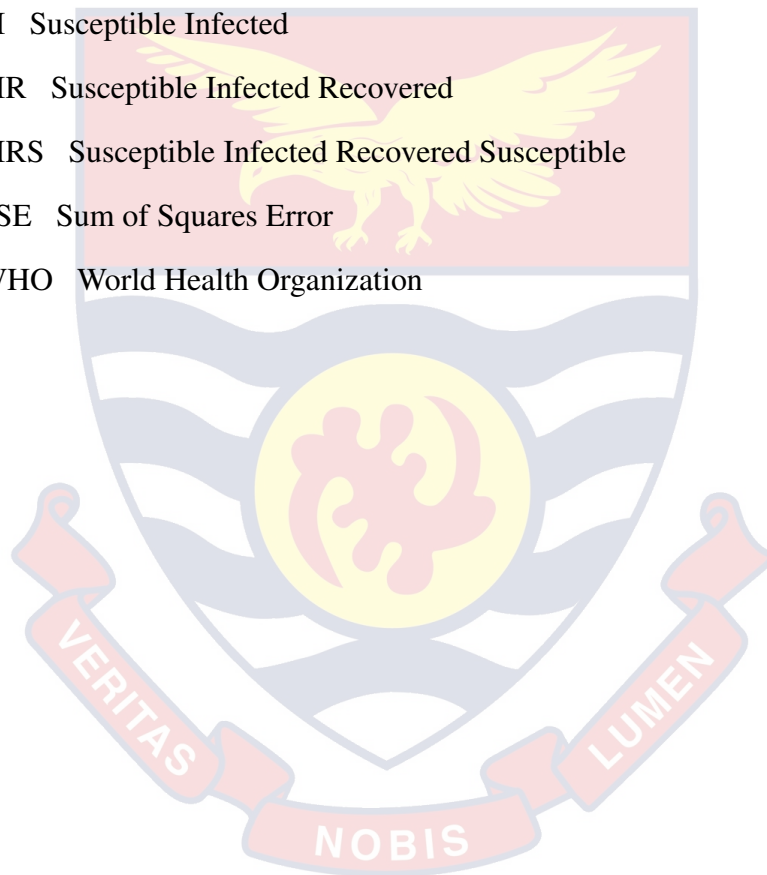 I Susceptible Infected
IR Susceptible Infected Recovered
IRS Susceptible Infected Recovered Susceptible
SE Sum of Squares Error
HO World Health Organization
VERITAS
NOBIS
LUMEN